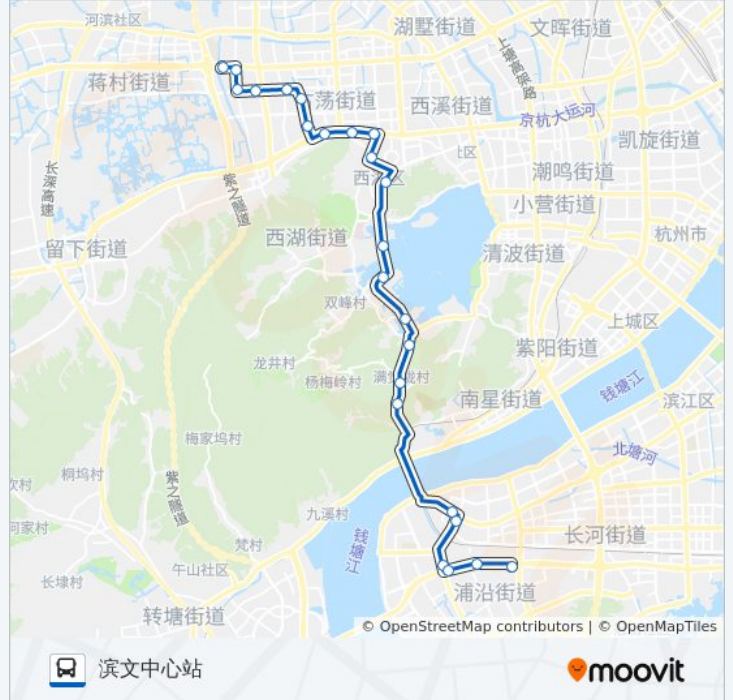 河滨社区
湖墅街道
文晖街道
上塘高架路
蒋村街道
荡街道
西溪街道
京杭大运河
凯旋街道
社区
长深高速
紫之隧道
潮鸣街道
小营街道
西湖街道
留下街道
清波街道
杭州市
双峰村
上城区
龙井村
杨梅岭村
紫阳街道
钱塘江
南星街道
滨江区
梅家坞村
北塘河
桐坞村
紫之隧道
九溪村
钱塘江
长河街道
梵村
午山社区
长埭村
浦沿街道
转塘街道
© OpenStreetMap contributors | © OpenMapTiles
滨文中心站
moovit